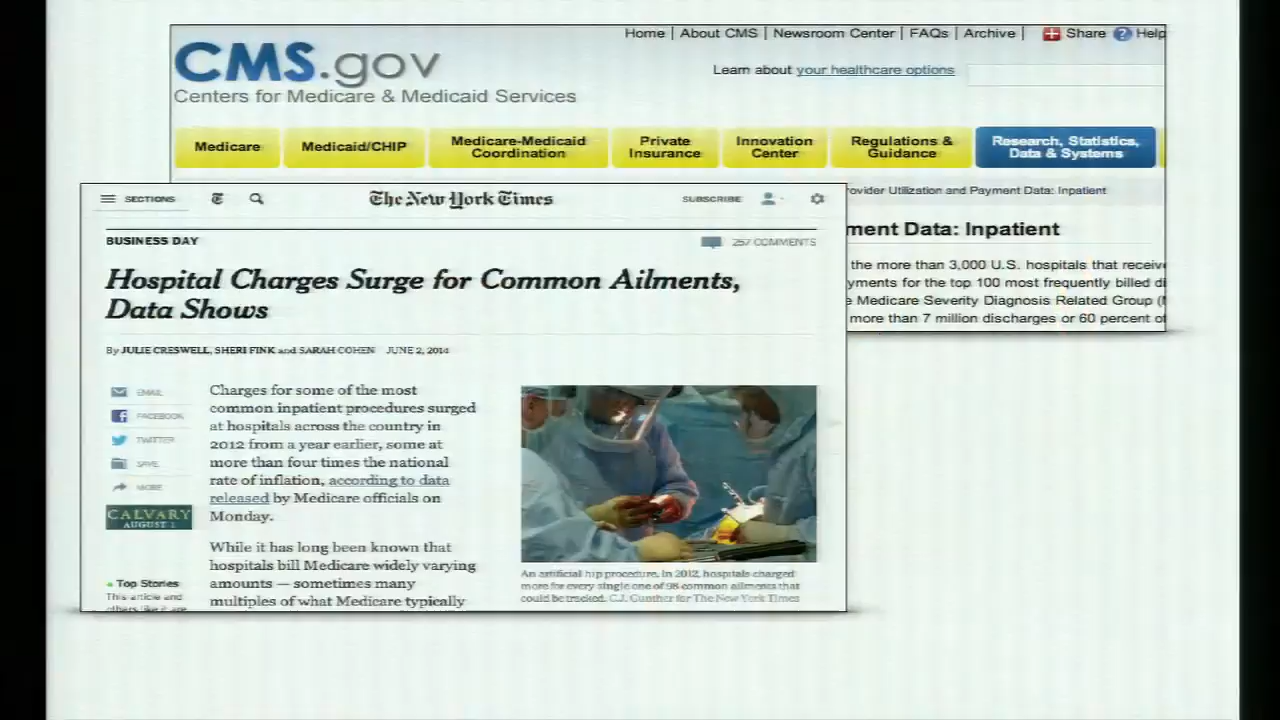 Home | About CMS | Newsroom Center | FAQs | Archive | Share Help
CMS.gov
Learn about your healthcare options
Centers for Medicare & Medicaid Services
Medicare
Medicaid/CHIP
Medicare-Medicaid
Coordination
Private
Insurance
Innovation
Center
Regulations &
Guidance
Research, Statistics,
Data & Systems
rovider Utilization and Payment Data: Inpatient
ment Data: Inpatient
the more than 3,000 U.S. hospitals that receive
yments for the top 100 most frequently billed di
e Medicare Severity Diagnosis Related Group (
more than 7 million discharges or 60 percent of
SECTIONS
The New York Times
SUBSCRIBE
BUSINESS DAY
257 COMMENTS
Hospital Charges Surge for Common Ailments,
Data Shows
By JULIE CRESWELL, SHERI FINK and SARAH COHEN JUNE 2, 2014
EMAIL
FACEBOOK
TWITTER
SAVE
MORE
CALVARY
AUGUST 1
Top Stories
This article and
others like it are
Charges for some of the most
common inpatient procedures surged
at hospitals across the country in
2012 from a year earlier, some at
more than four times the national
rate of inflation, according to data
released by Medicare officials on
Monday.
While it has long been known that
hospitals bill Medicare widely varying
amounts — sometimes many
multiples of what Medicare typically
An artificial hip procedure. In 2012, hospitals charged
more for every single one of 98 common ailments that
could be tracked. C.J. Gunther for The New York Times